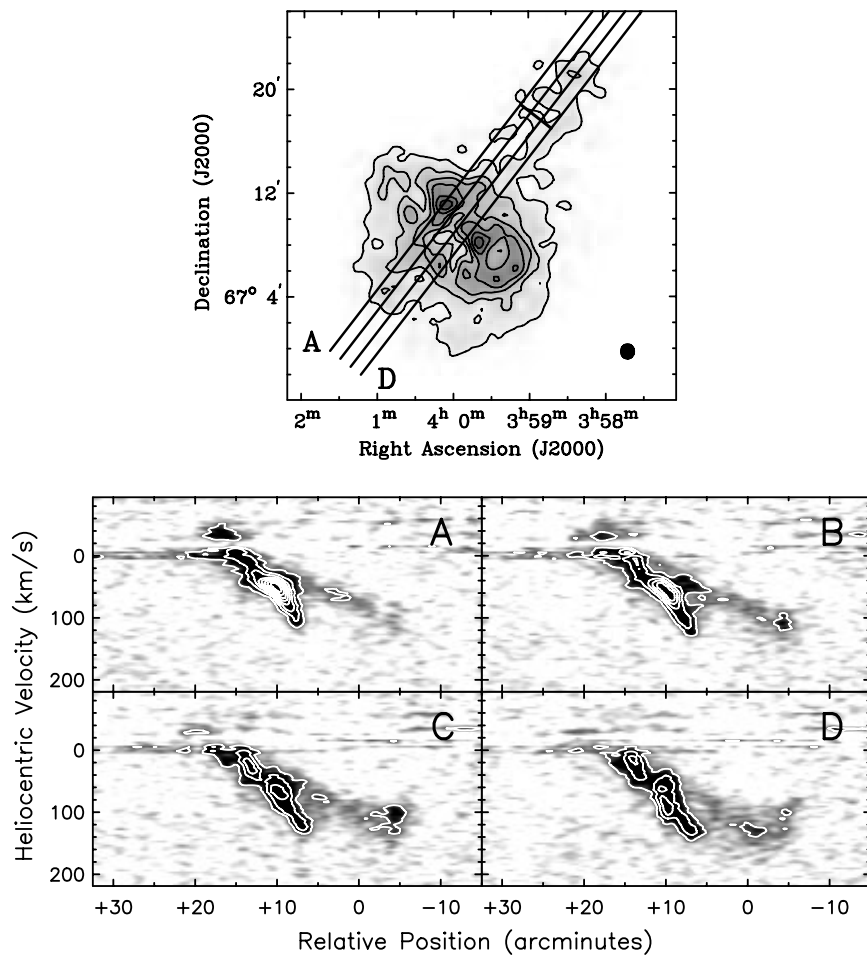 20'
12'
67° 4'
Declination (J2000)
A
D
2ᵐ 1ᵐ 4ʰ 0ᵐ 3ʰ59ᵐ 3ʰ58ᵐ
Right Ascension (J2000)
A
B
0
100
200
C
D
0
100
200
Heliocentric Velocity (km/s)
+30 +20 +10 0 −10 +30 +20 +10 0 −10
Relative Position (arcminutes)